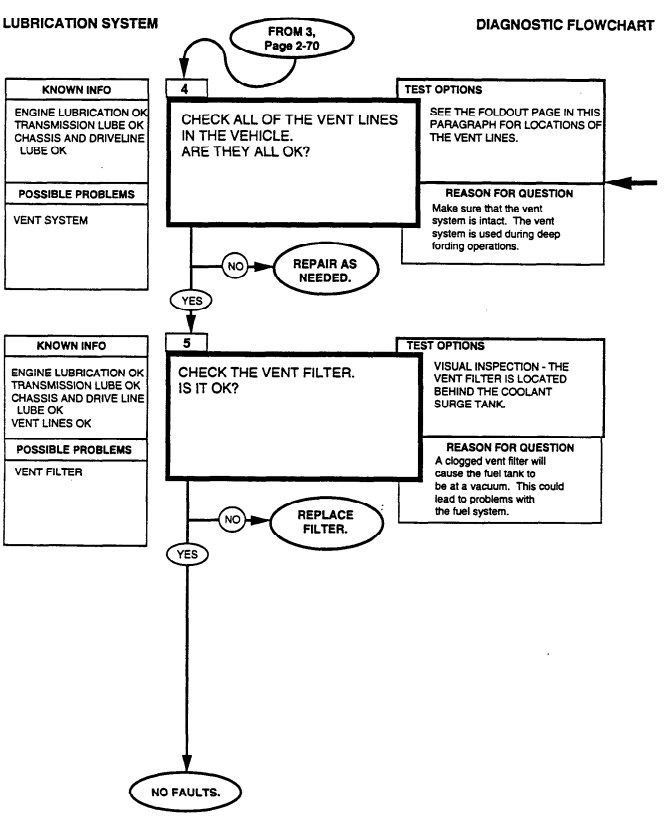 LUBRICATION SYSTEM
DIAGNOSTIC FLOWCHART
FROM 3,
Page 2-70
KNOWN INFO
ENGINE LUBRICATION OK
TRANSMISSION LUBE OK
CHASSIS AND DRIVELINE
LUBE OK
POSSIBLE PROBLEMS
VENT SYSTEM
4
CHECK ALL OF THE VENT LINES
IN THE VEHICLE.
ARE THEY ALL OK?
TEST OPTIONS
SEE THE FOLDOUT PAGE IN THIS
PARAGRAPH FOR LOCATIONS OF
THE VENT LINES.
REASON FOR QUESTION
Make sure that the vent
system is intact. The vent
system is used during deep
fording operations.
NO
REPAIR AS
NEEDED.
YES
KNOWN INFO
ENGINE LUBRICATION OK
TRANSMISSION LUBE OK
CHASSIS AND DRIVE LINE
LUBE OK
VENT LINES OK
POSSIBLE PROBLEMS
VENT FILTER
5
CHECK THE VENT FILTER.
IS IT OK?
TEST OPTIONS
VISUAL INSPECTION - THE
VENT FILTER IS LOCATED
BEHIND THE COOLANT
SURGE TANK.
REASON FOR QUESTION
A clogged vent filter will
cause the fuel tank to
be at a vacuum. This could
lead to problems with
the fuel system.
NO
REPLACE
FILTER.
YES
NO FAULTS.